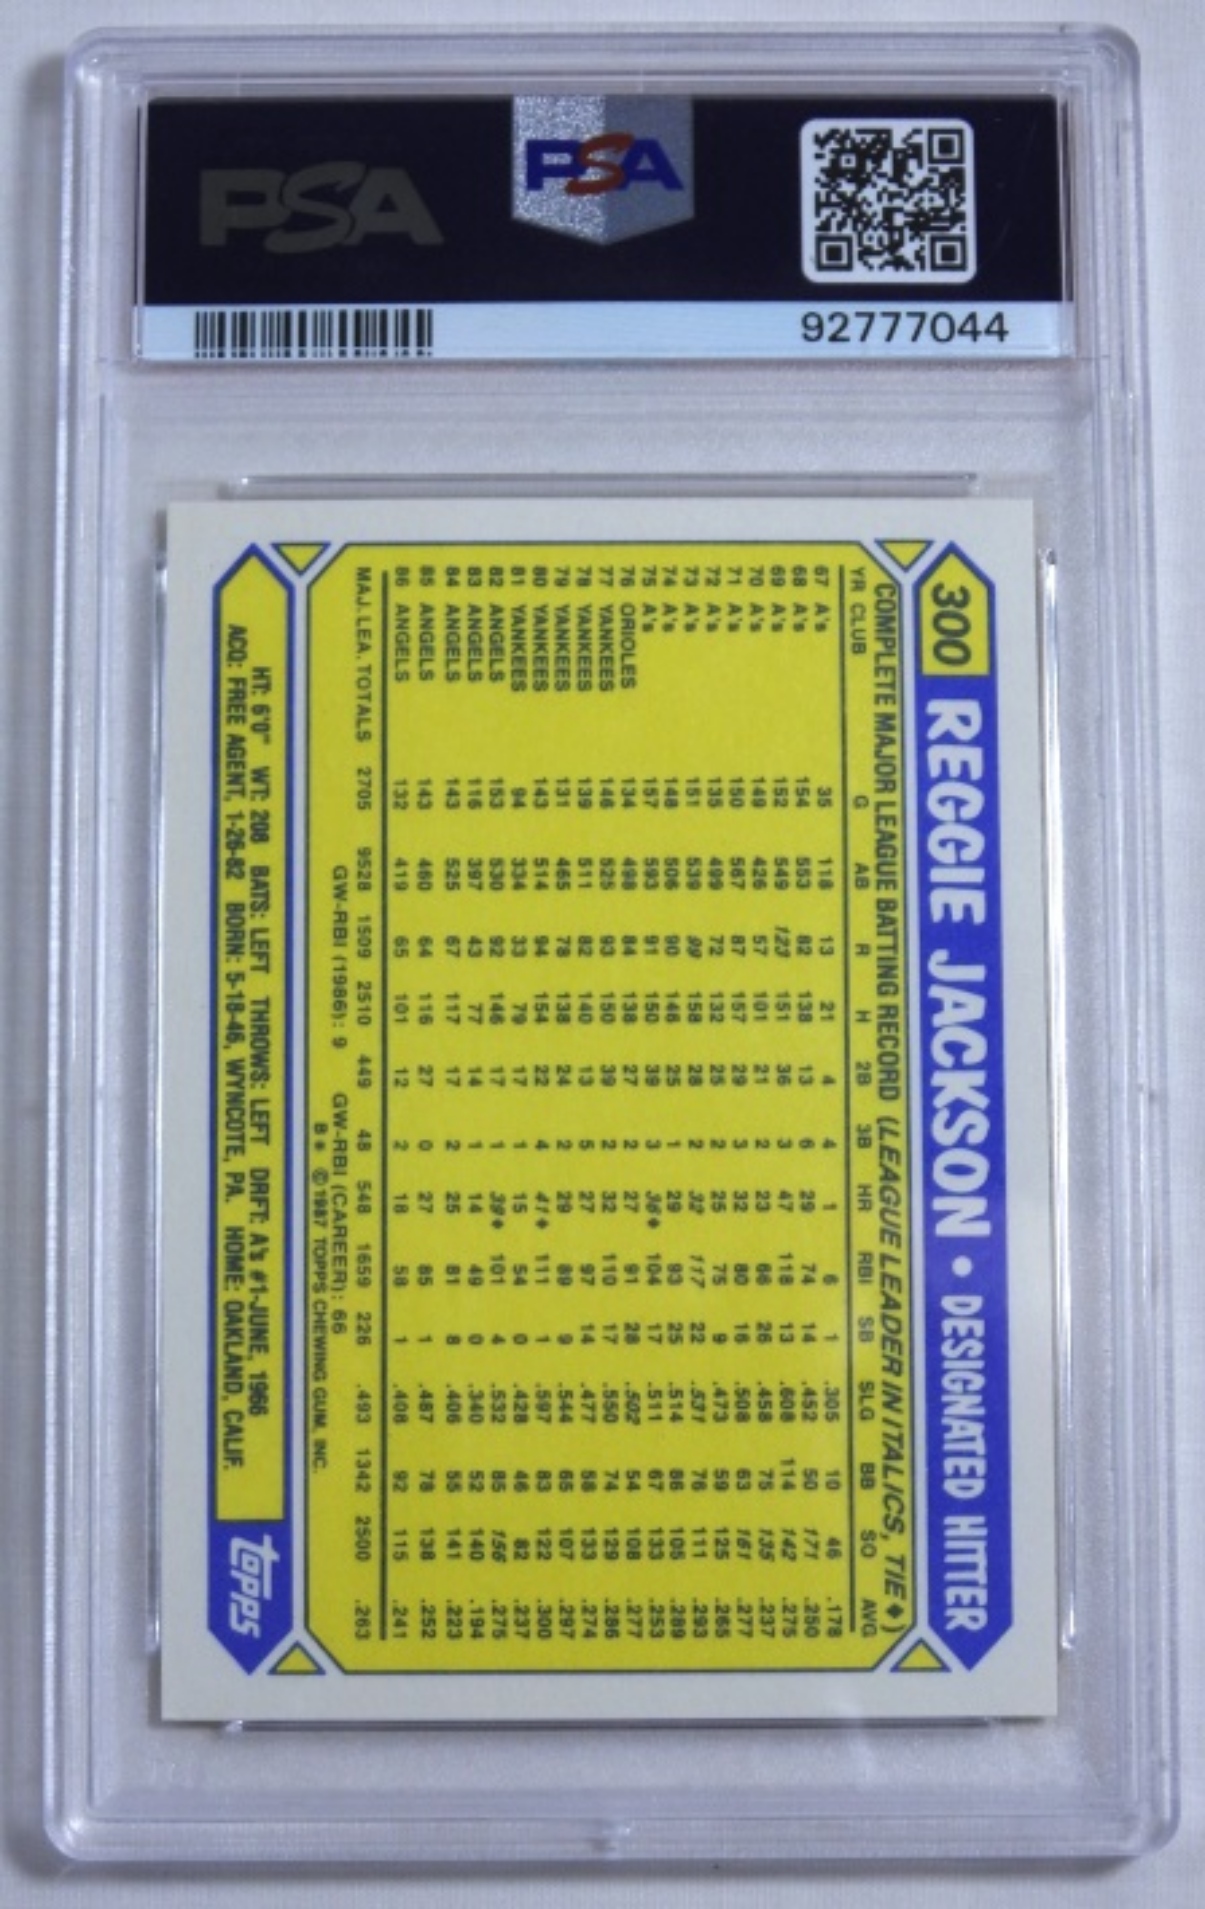 PSA
PSA
92777044
300 REGGIE JACKSON • DESIGNATED HITTER
COMPLETE MAJOR LEAGUE BATTING RECORD (LEAGUE LEADER IN ITALICS, TIE ♦)
YR CLUB G AB R H 2B 3B HR RBI SB SLG BB SO AVG
67 A's 35 118 13 21 4 4 1 6 1 .305 10 46 .178
68 A's 154 553 82 138 13 6 29 74 14 .452 50 171 .250
69 A's 152 549 123 151 36 3 47 118 13 .608 114 142 .275
70 A's 149 426 57 101 21 2 23 66 26 .458 75 135 .237
71 A's 150 567 87 157 29 3 32 80 16 .508 63 161 .277
72 A's 135 499 72 132 25 2 25 75 9 .473 59 125 .265
73 A's 151 539 99 158 28 2 32 117 22 .531 76 111 .293
74 A's 148 506 90 146 25 1 29 93 25 .514 86 105 .289
75 A's 157 593 91 150 39 3 36♦ 104 17 .511 67 133 .253
76 ORIOLES 134 498 84 138 27 2 27 91 28 .502 54 108 .277
77 YANKEES 146 525 93 150 39 2 32 110 17 .550 74 129 .286
78 YANKEES 139 511 82 140 13 5 27 97 14 .477 58 133 .274
79 YANKEES 131 465 78 138 24 2 29 89 9 .544 65 107 .297
80 YANKEES 143 514 94 154 22 4 41♦ 111 1 .597 83 122 .300
81 YANKEES 94 334 33 79 17 1 15 54 0 .428 46 82 .237
82 ANGELS 153 530 92 146 17 1 39♦ 101 4 .532 85 156 .275
83 ANGELS 116 397 43 77 14 1 14 49 0 .340 52 140 .194
84 ANGELS 143 525 67 117 17 2 25 81 8 .406 55 141 .223
85 ANGELS 143 460 64 116 27 0 27 85 1 .487 78 138 .252
86 ANGELS 132 419 65 101 12 2 18 58 1 .408 92 115 .241
MAJ. LEA. TOTALS 2705 9528 1509 2510 449 48 548 1659 226 .493 1342 2500 .263
GW-RBI (1986): 9 GW-RBI (CAREER): 66
B* ©1987 TOPPS CHEWING GUM, INC.
HT: 6'0" WT: 208 BATS: LEFT THROWS: LEFT DRFT: A's #1-JUNE, 1966
ACQ: FREE AGENT, 1-26-82 BORN: 5-18-46, WYNCOTE, PA. HOME: OAKLAND, CALIF.
topps